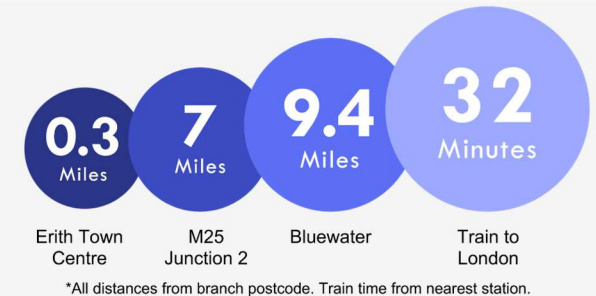 0.3
Miles
7
Miles
9.4
Miles
32
Minutes
Erith Town
Centre
M25
Junction 2
Bluewater
Train to
London
*All distances from branch postcode. Train time from nearest station.